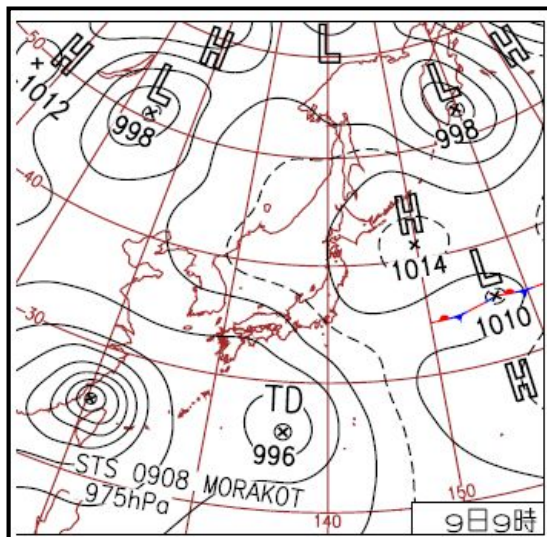 50
H
H
L
H
1012
L
998
L
998
40
H
1014
L
1010
30
H
TD
996
STS 0908 MORAKOT
975hPa
140
150
9日9時